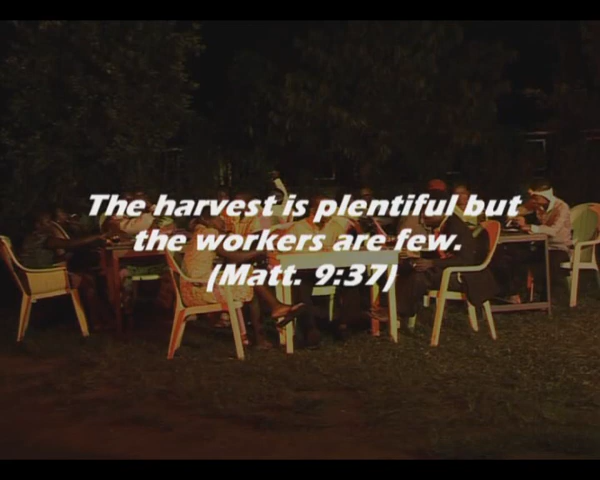 The harvest is plentiful but
the workers are few.
(Matt. 9:37)